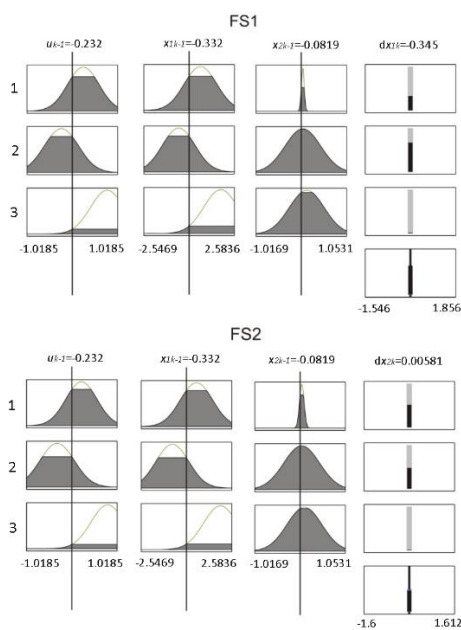 FS1
uk-1=-0.232 x1k-1=-0.332 x2k-1=-0.0819 dx1k=-0.345
1
2
3
-1.0185 1.0185 -2.5469 2.5836 -1.0169 1.0531
-1.546 1.856
FS2
uk-1=-0.232 x1k-1=-0.332 x2k-1=-0.0819 dx2k=0.00581
1
2
3
-1.0185 1.0185 -2.5469 2.5836 -1.0169 1.0531
-1.6 1.612